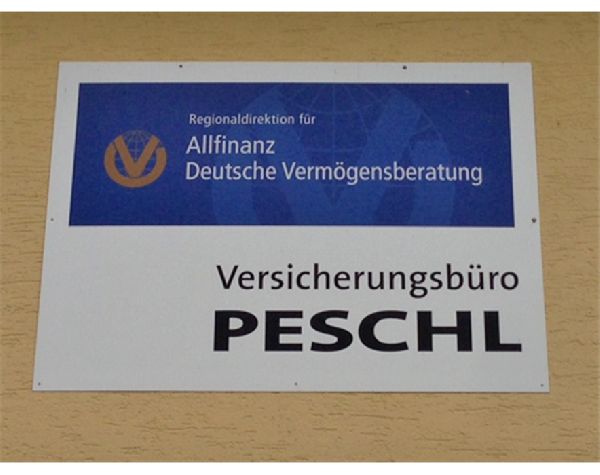 Regionaldirektion für
Allfinanz
Deutsche Vermögensberatung
Versicherungsbüro
PESCHL